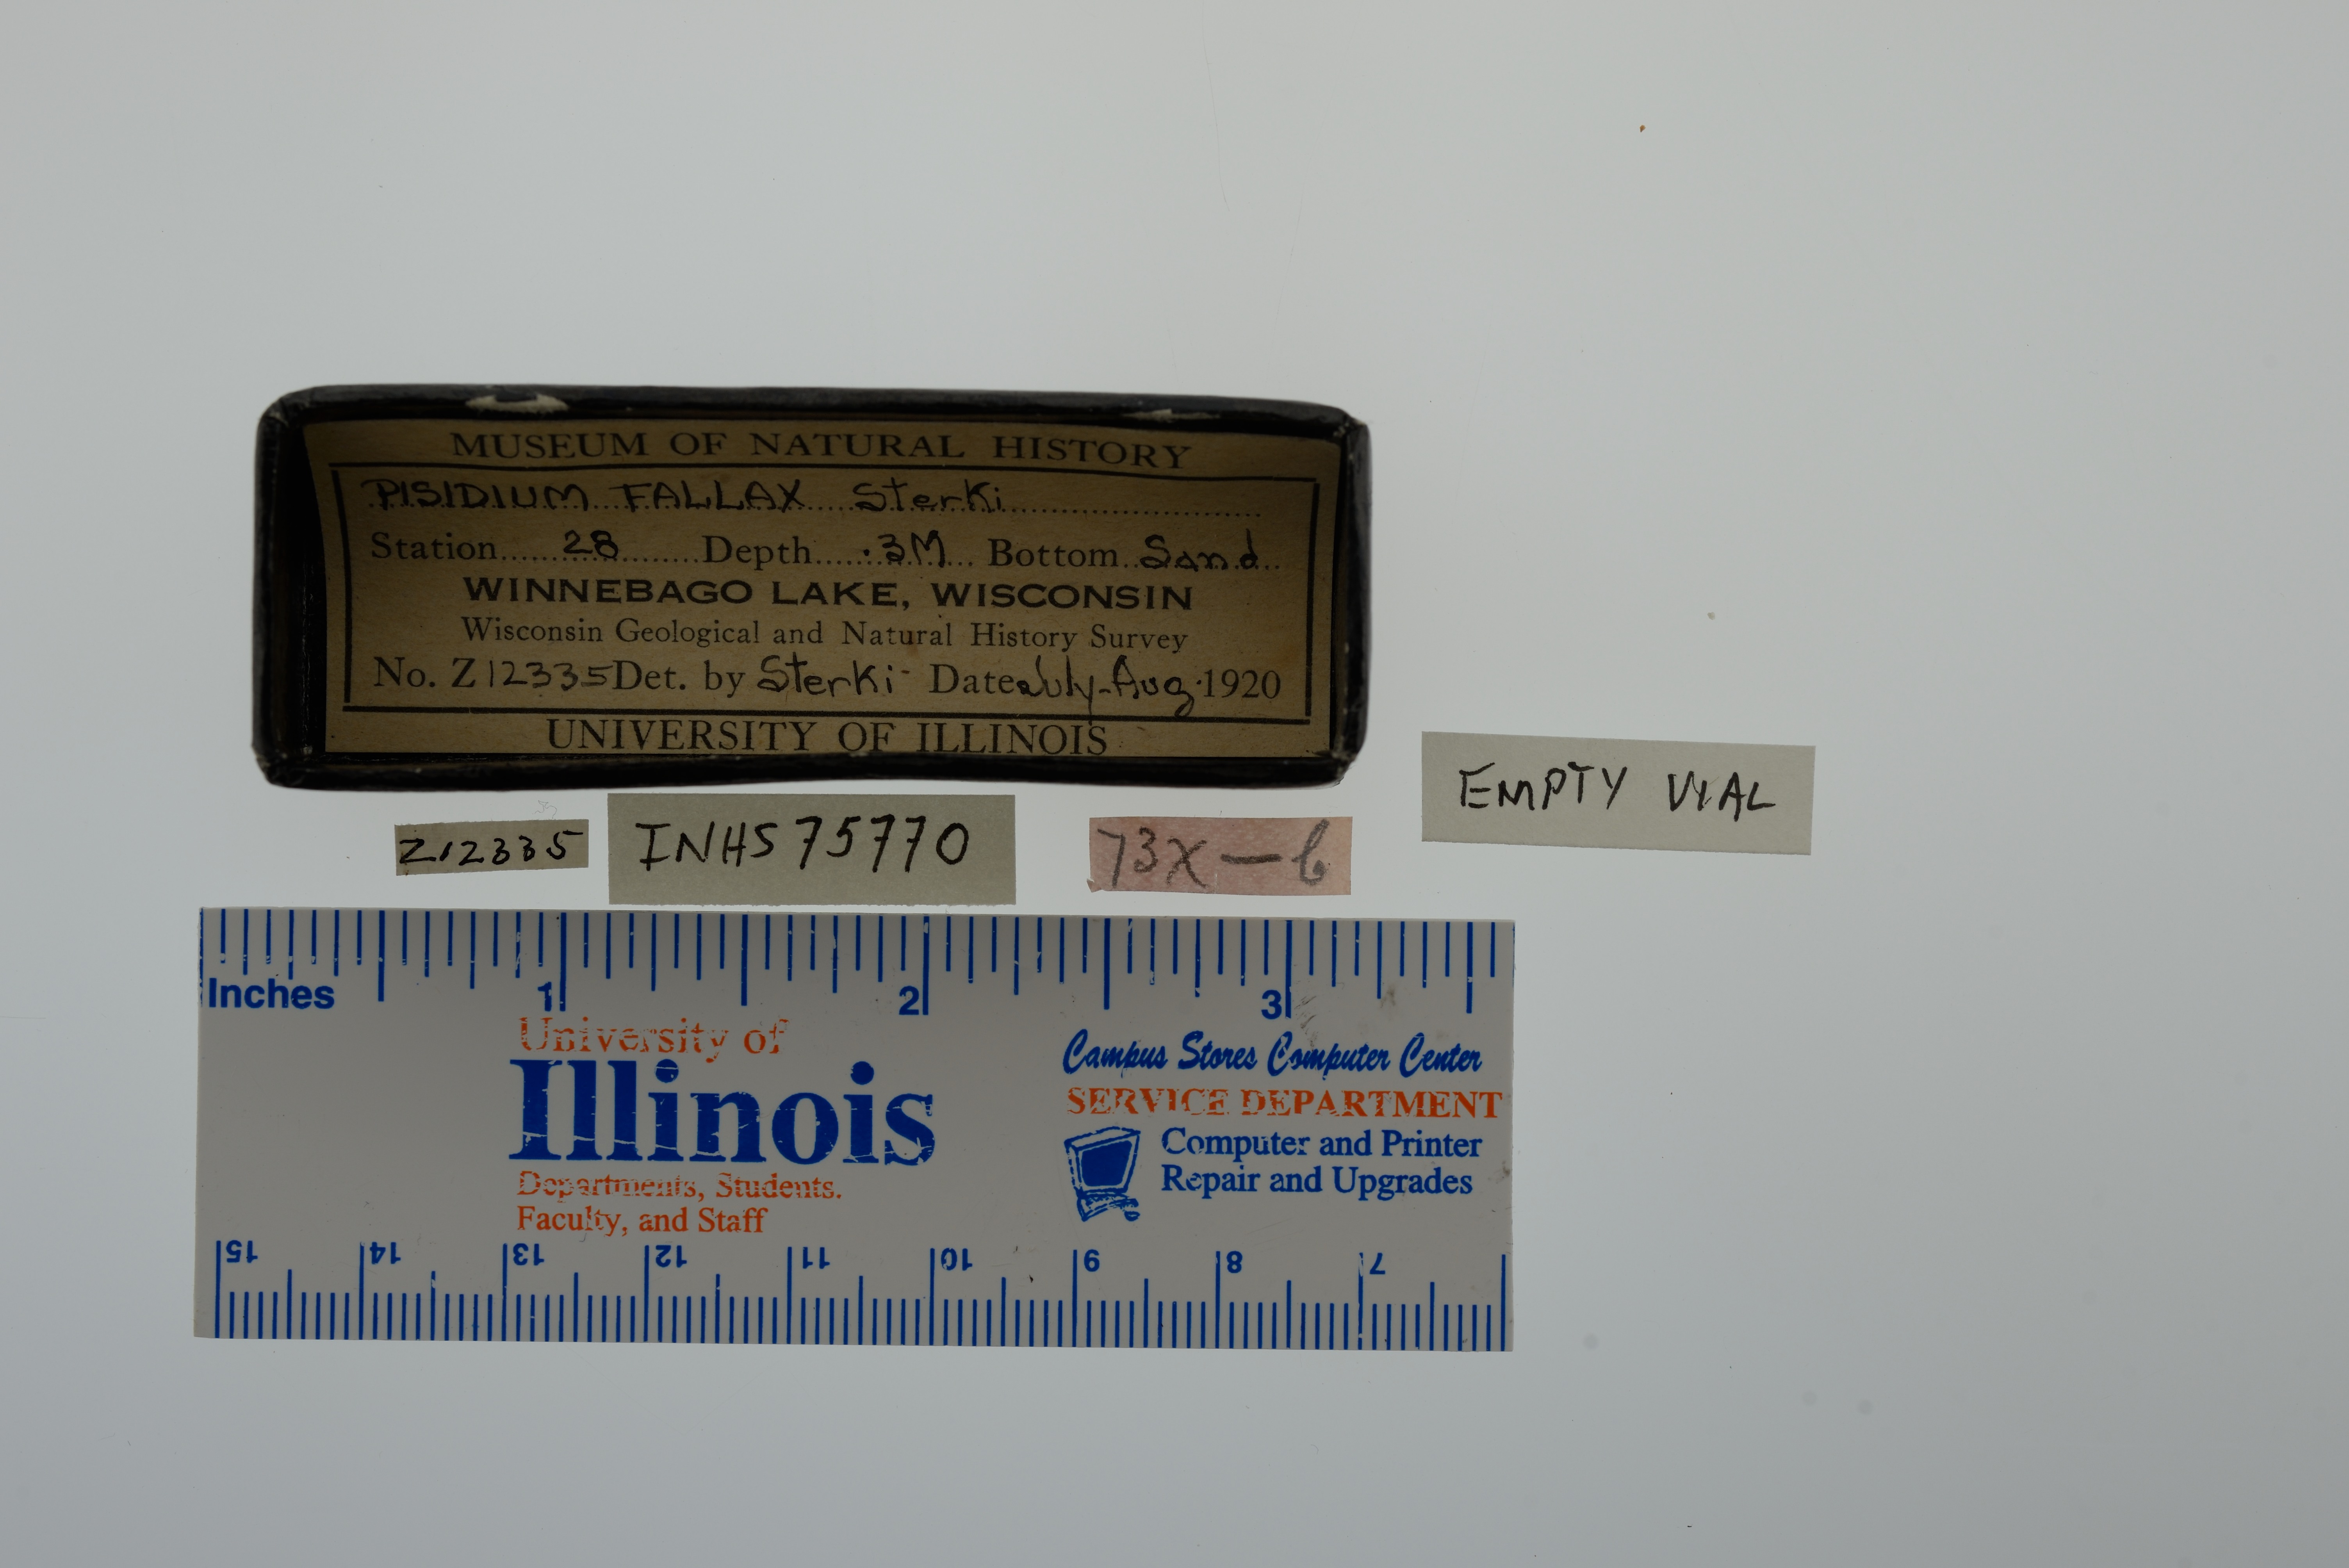 MUSEUM OF NATURAL HISTORY
PISIDIUM FALLAX Sterki
Station 28 Depth .3M Bottom Sand
WINNEBAGO LAKE, WISCONSIN
Wisconsin Geological and Natural History Survey
No. Z12335 Det. by Sterki Date July-Aug. 1920
UNIVERSITY OF ILLINOIS
EMPTY VIAL
Z12335
INHS 75770
73X—6
Inches 1 2 3
University of
Illinois
Departments, Students.
Faculty, and Staff
Campus Stores Computer Center
SERVICE DEPARTMENT
Computer and Printer
Repair and Upgrades
15 14 13 12 11 10 9 8 7